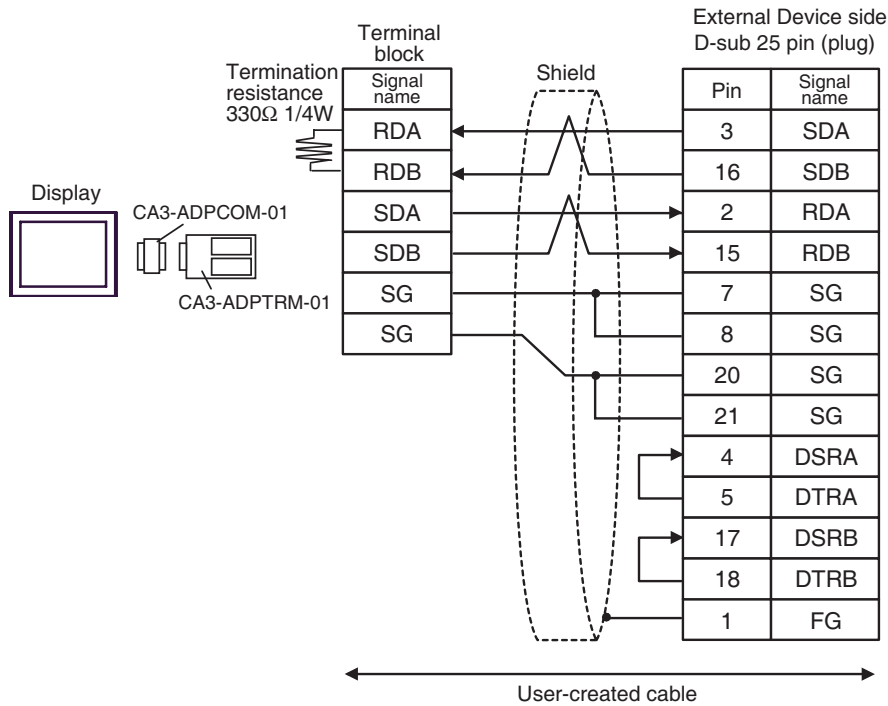 External Device side
D-sub 25 pin (plug)
Terminal
block
Termination
resistance
330Ω 1/4W
Shield
Signal
name
Pin
Signal
name
RDA
3
SDA
RDB
16
SDB
Display
CA3-ADPCOM-01
SDA
2
RDA
SDB
15
RDB
CA3-ADPTRM-01
SG
7
SG
SG
8
SG
20
SG
21
SG
4
DSRA
5
DTRA
17
DSRB
18
DTRB
1
FG
User-created cable